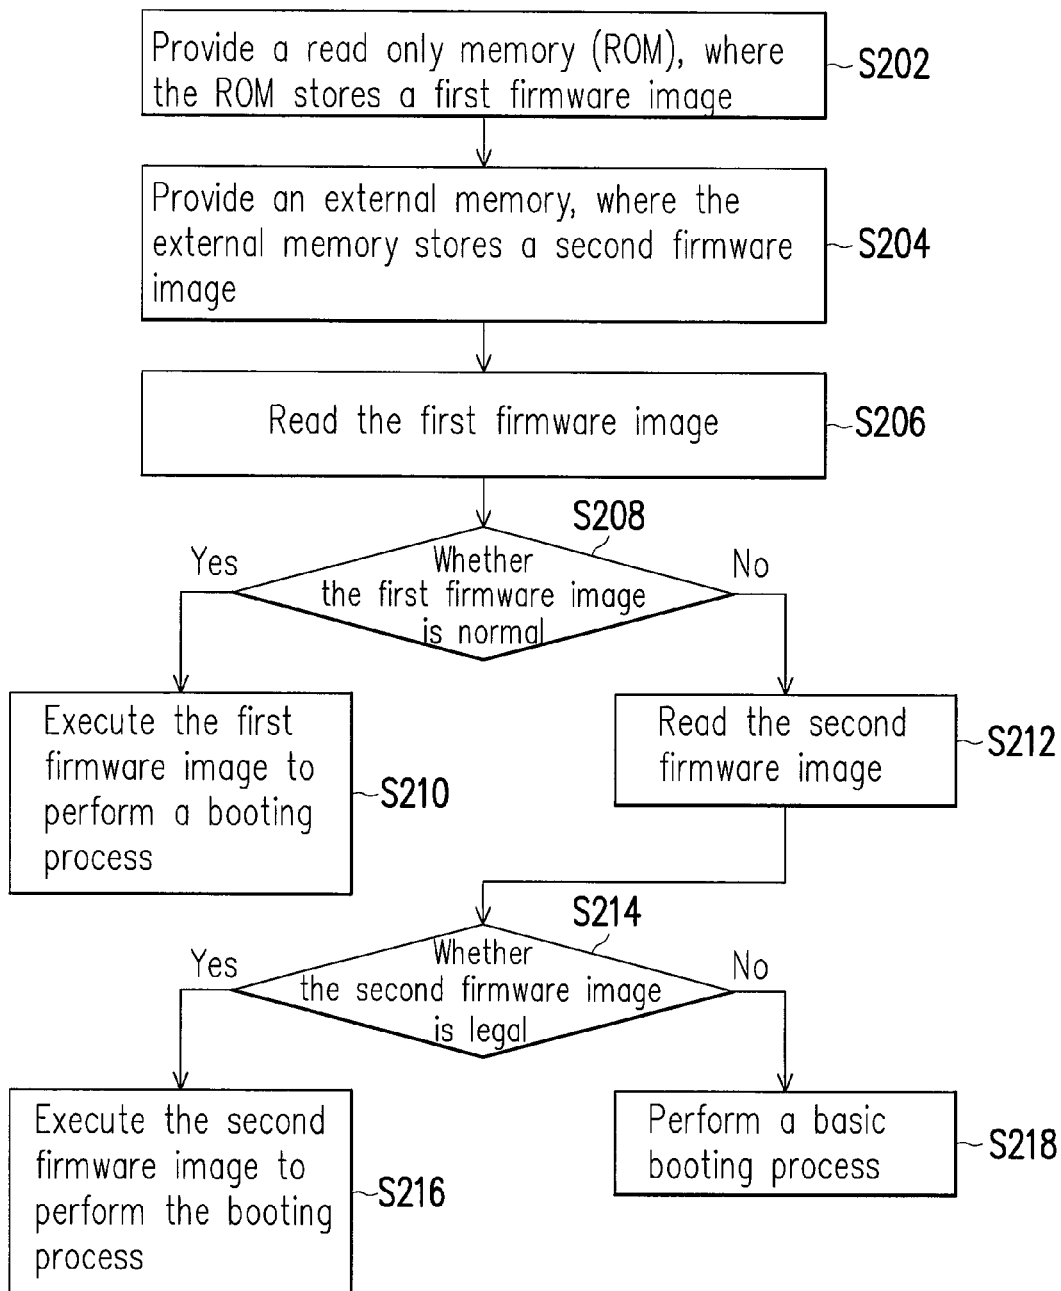 Provide a read only memory (ROM), where
the ROM stores a first firmware image
S202
Provide an external memory, where the
external memory stores a second firmware
image
S204
Read the first firmware image
S206
S208
Yes
Whether
the first firmware image
is normal
No
Execute the first
firmware image to
perform a booting
process
S210
Read the second
firmware image
S212
S214
Yes
Whether
the second firmware image
is legal
No
Execute the second
firmware image to
perform the booting
process
S216
Perform a basic
booting process
S218